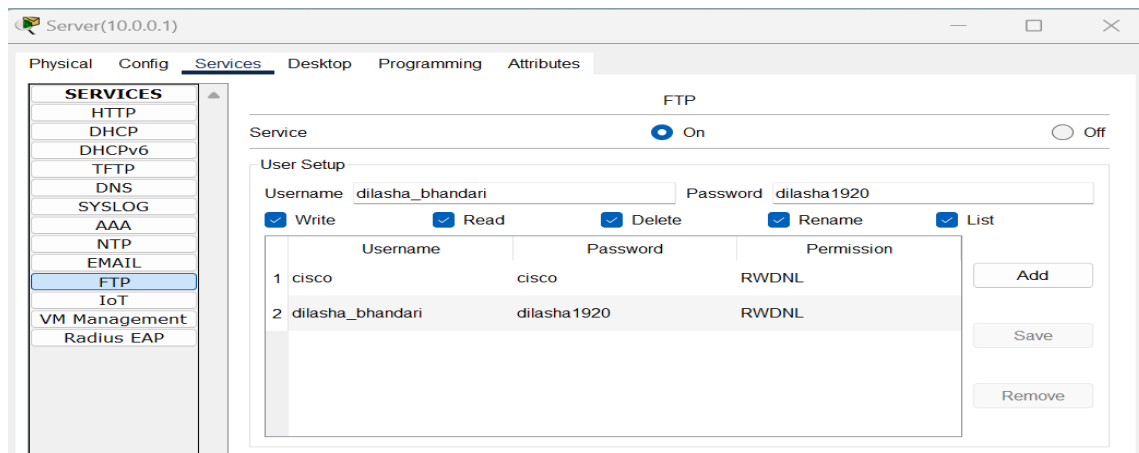 Server(10.0.0.1)
Physical Config Services Desktop Programming Attributes
SERVICES
HTTP
DHCP
DHCPv6
TFTP
DNS
SYSLOG
AAA
NTP
EMAIL
FTP
IoT
VM Management
Radius EAP
FTP
Service On Off
User Setup
Username dilasha_bhandari Password dilasha1920
Write Read Delete Rename List
Username Password Permission
1 cisco cisco RWDNL
2 dilasha_bhandari dilasha1920 RWDNL
Add
Save
Remove